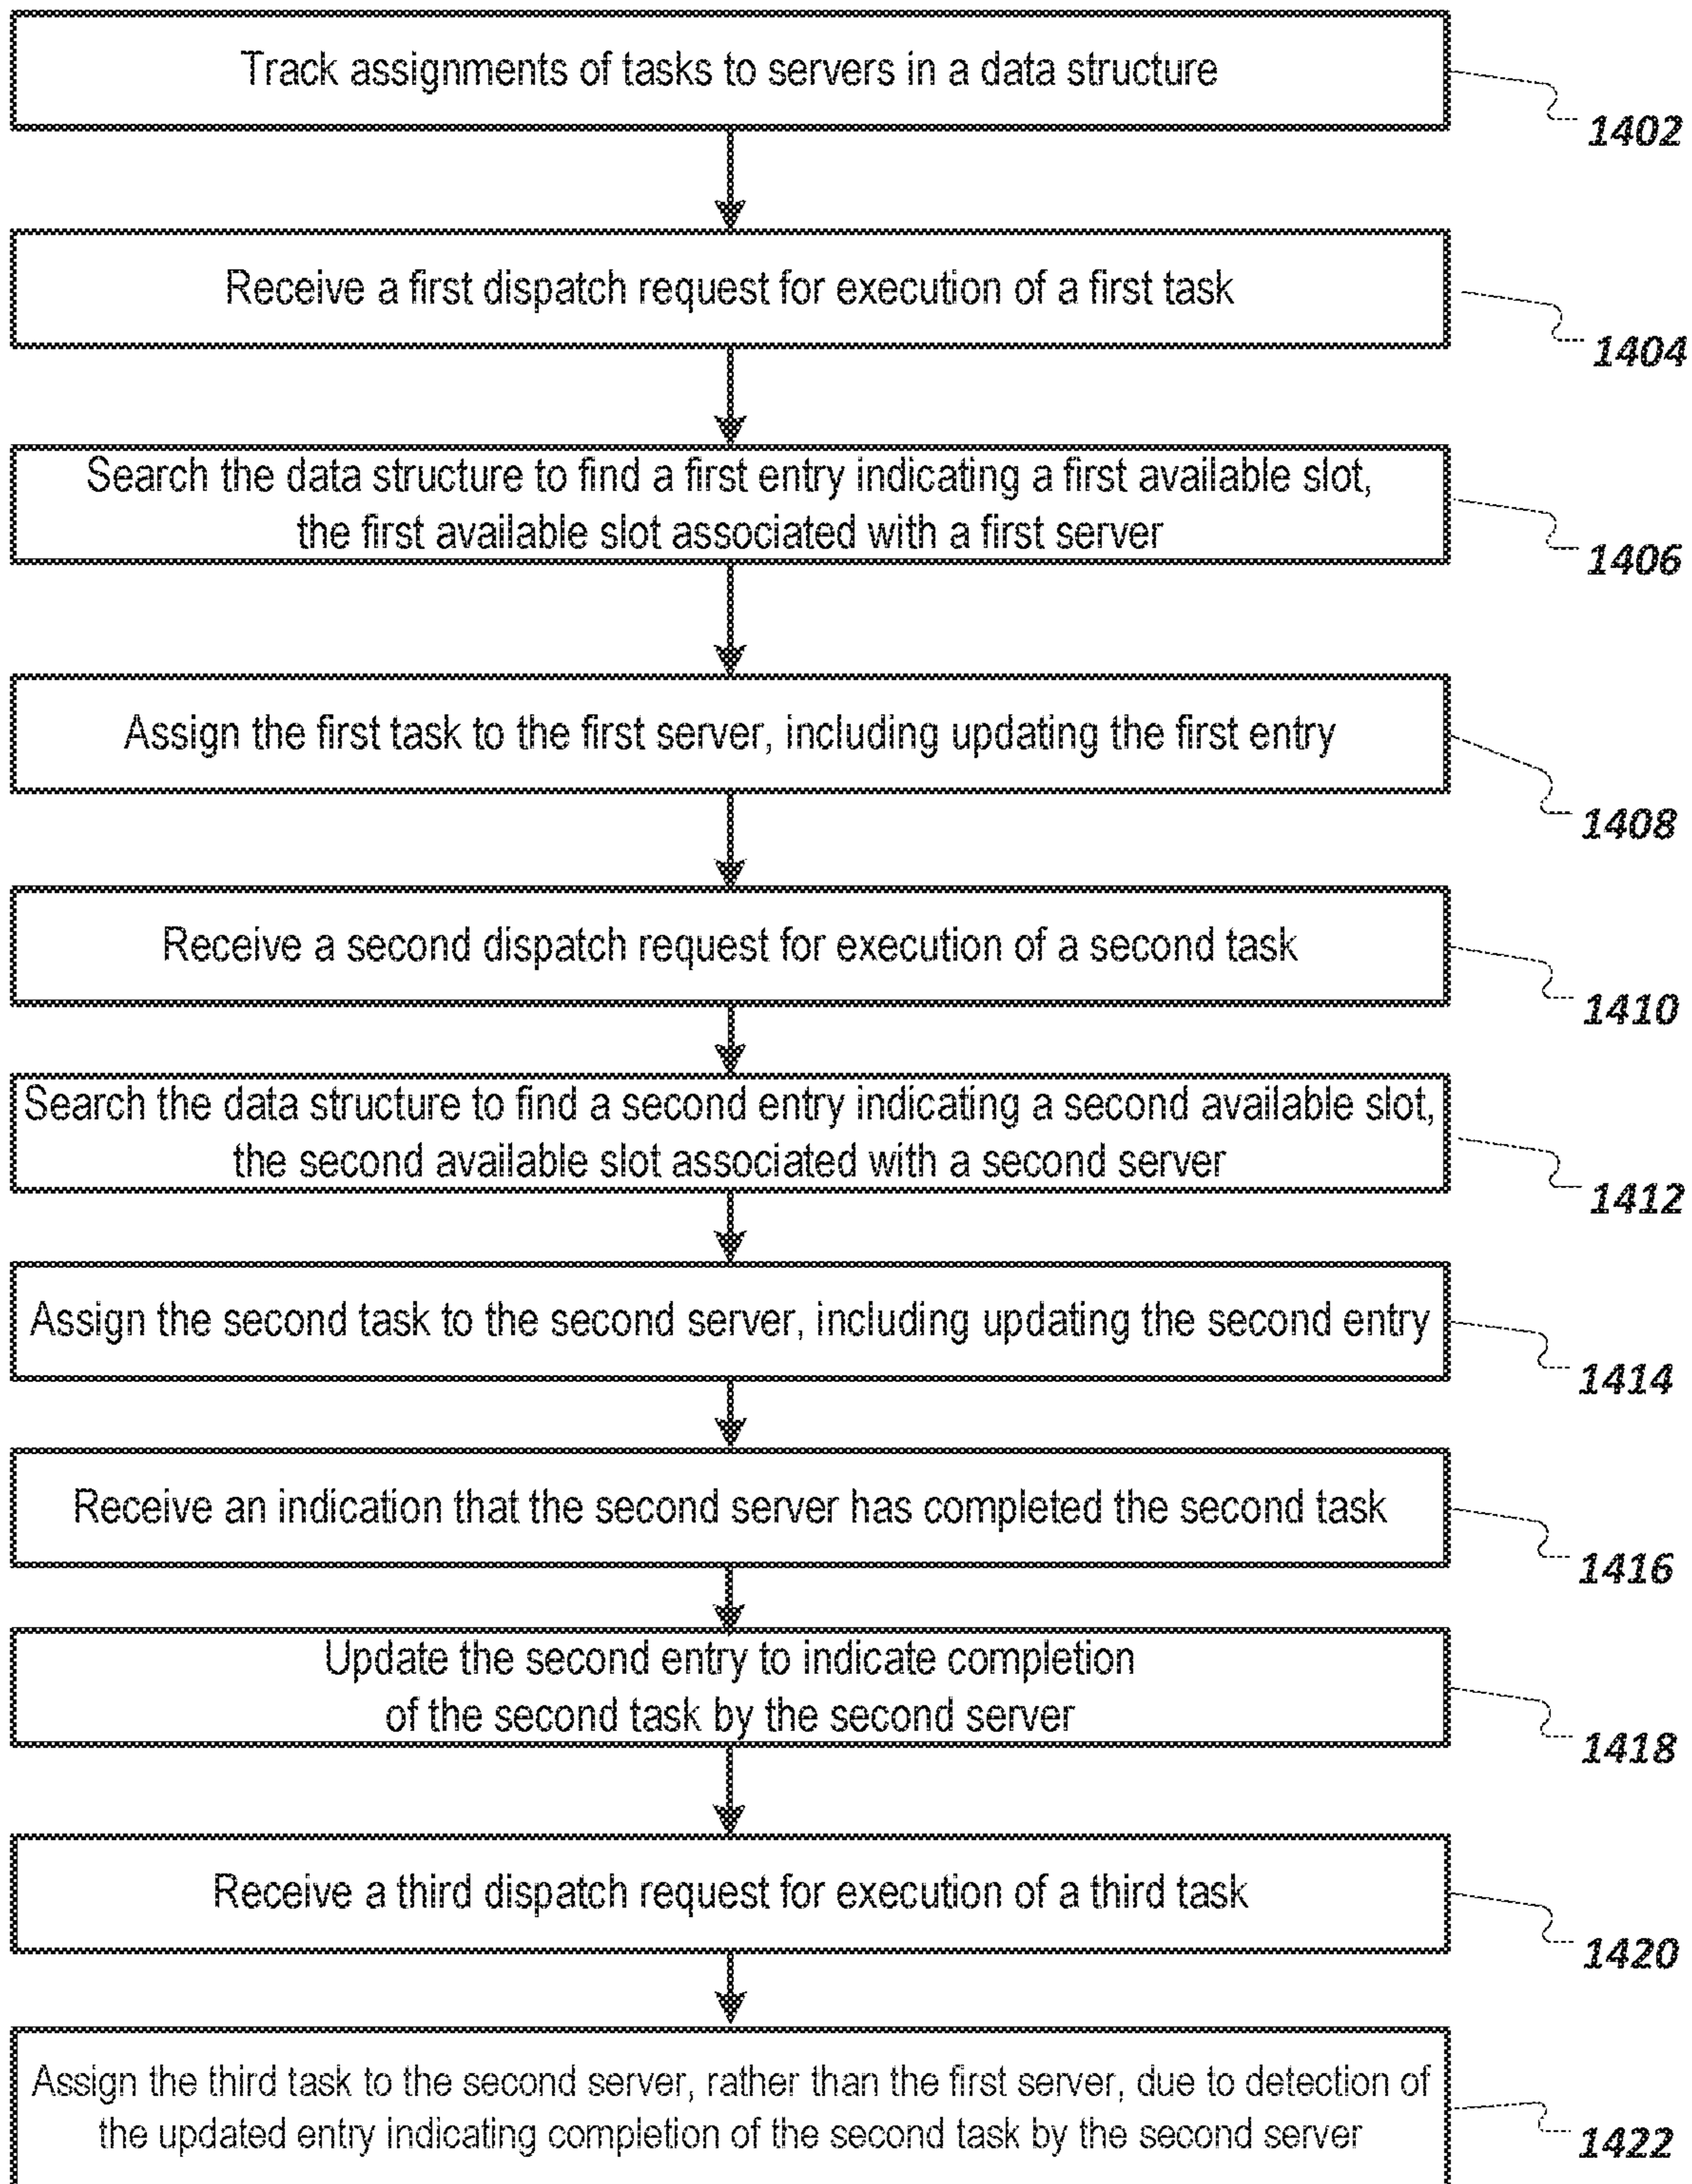 Track assignments of tasks to servers in a data structure
1402
Receive a first dispatch request for execution of a first task
1404
Search the data structure to find a first entry indicating a first available slot,
the first available slot associated with a first server
1406
Assign the first task to the first server, including updating the first entry
1408
Receive a second dispatch request for execution of a second task
1410
Search the data structure to find a second entry indicating a second available slot,
the second available slot associated with a second server
1412
Assign the second task to the second server, including updating the second entry
1414
Receive an indication that the second server has completed the second task
1416
Update the second entry to indicate completion
of the second task by the second server
1418
Receive a third dispatch request for execution of a third task
1420
Assign the third task to the second server, rather than the first server, due to detection of
the updated entry indicating completion of the second task by the second server
1422